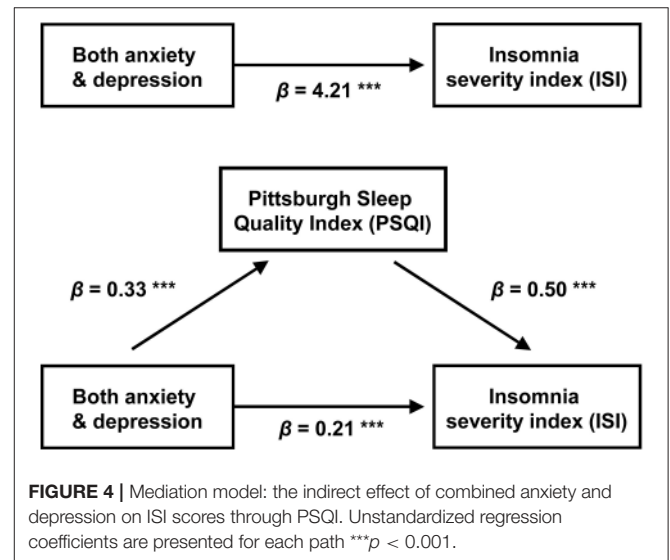 Both anxiety
& depression
Insomnia
severity index (ISI)
β = 4.21 ***
Pittsburgh Sleep
Quality Index (PSQI)
β = 0.33 ***
β = 0.50 ***
Both anxiety
& depression
Insomnia
severity index (ISI)
β = 0.21 ***
FIGURE 4 | Mediation model: the indirect effect of combined anxiety and
depression on ISI scores through PSQI. Unstandardized regression
coefficients are presented for each path ***p < 0.001.